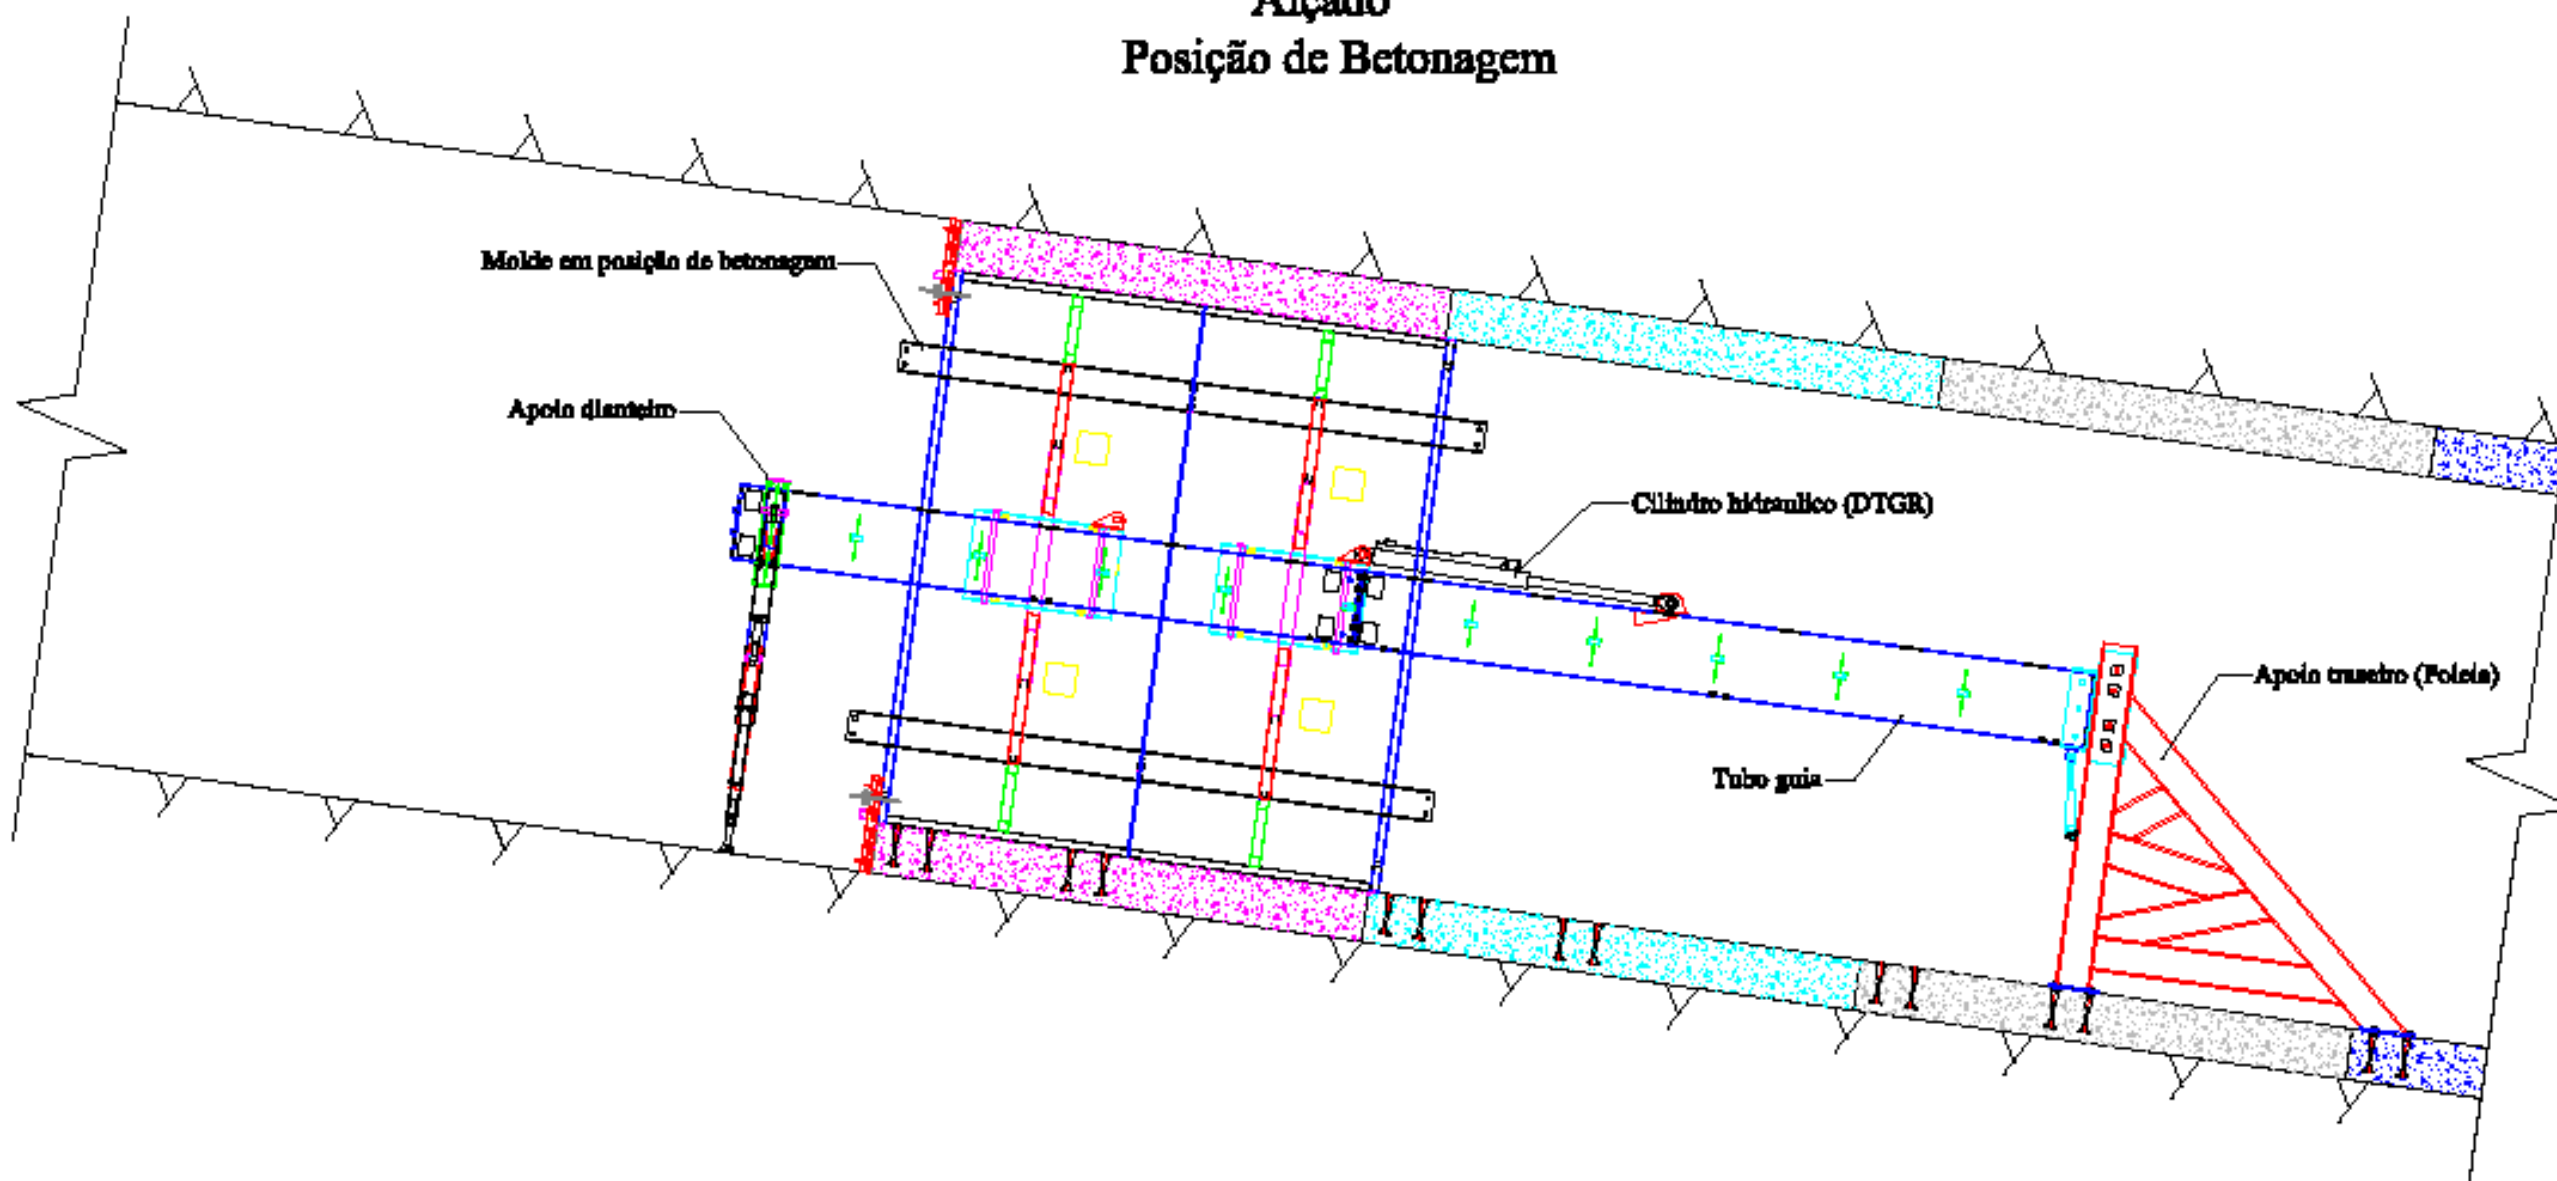 Alçado
Posição de Betonagem
Molde em posição de betonagem
Apoio dianteiro
Cilindro hidraulico (DTGR)
Apoio traseiro (Poleia)
Tubo guia